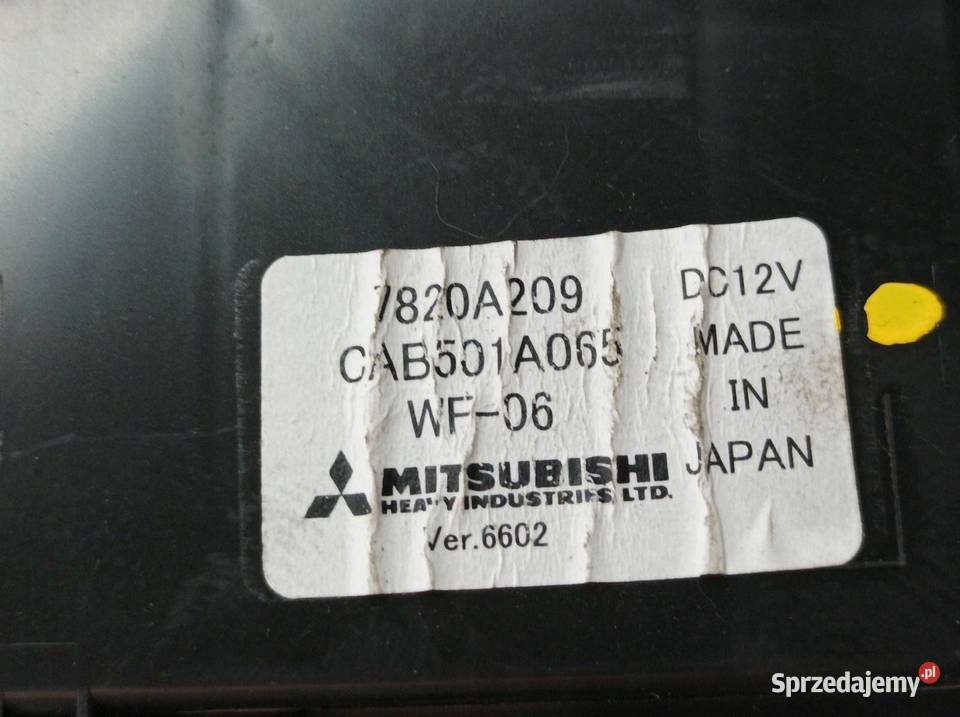 7820A209
CAB501A065
WF-06
MITSUBISHI
HEAVY INDUSTRIES, LTD.
Ver.6602
DC12V
MADE
IN
JAPAN
Sprzedajemy.pl